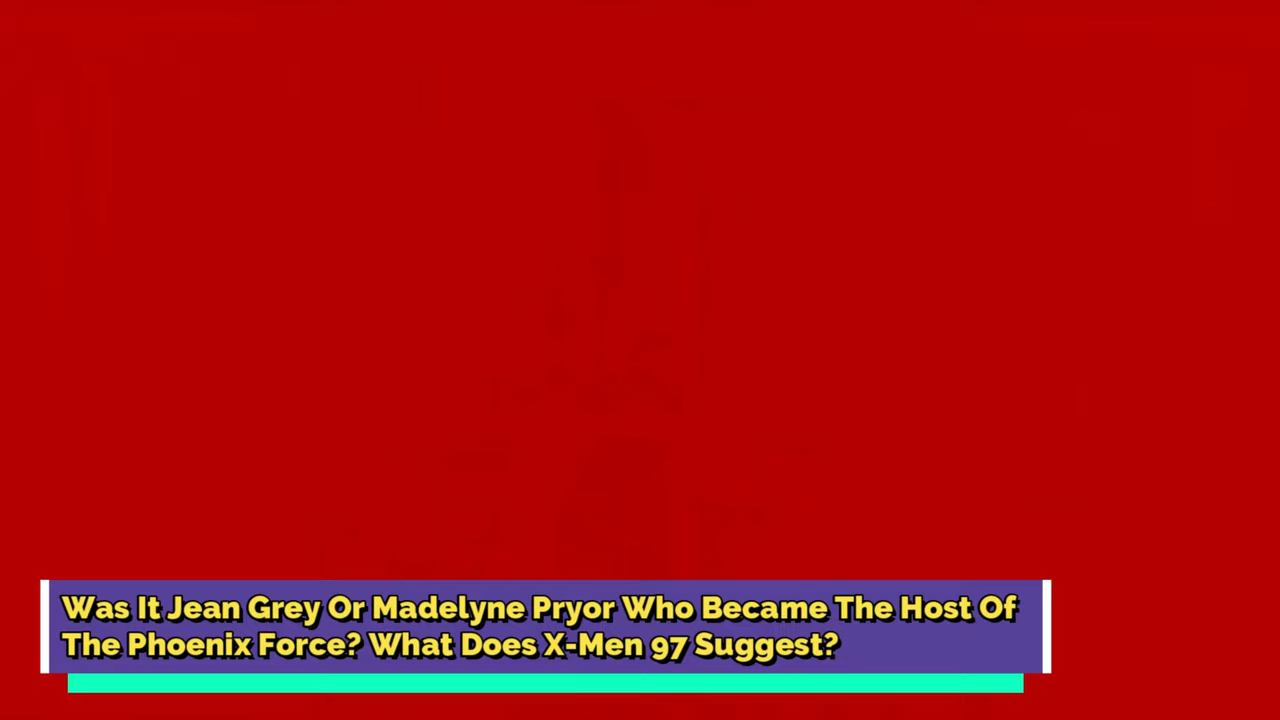 Was It Jean Grey Or Madelyne Pryor Who Became The Host Of
The Phoenix Force? What Does X-Men 97 Suggest?